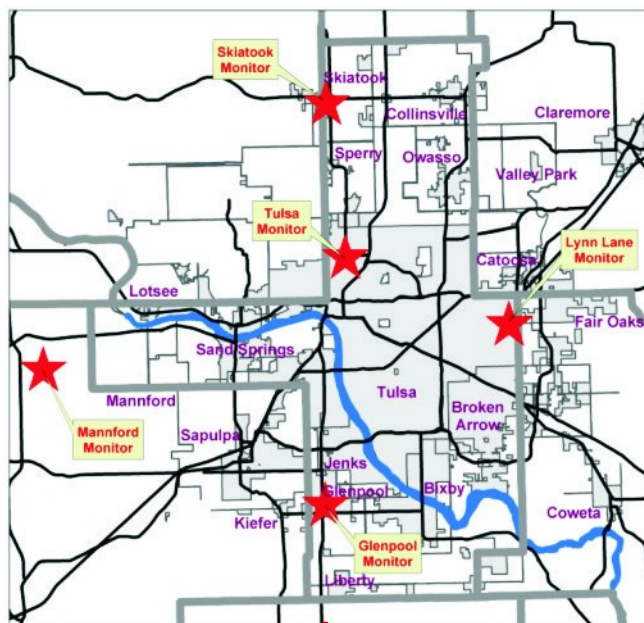 Skiatook
Monitor
Skiatook
Collinsville
Claremore
Sperry
Owasso
Valley Park
Tulsa
Monitor
Lynn Lane
Monitor
Catoosa
Lotsee
Fair Oaks
Sand Springs
Tulsa
Mannford
Broken
Arrow
Mannford
Monitor
Sapulpa
Jenks
Glenpool
Bixby
Kiefer
Coweta
Glenpool
Monitor
Liberty